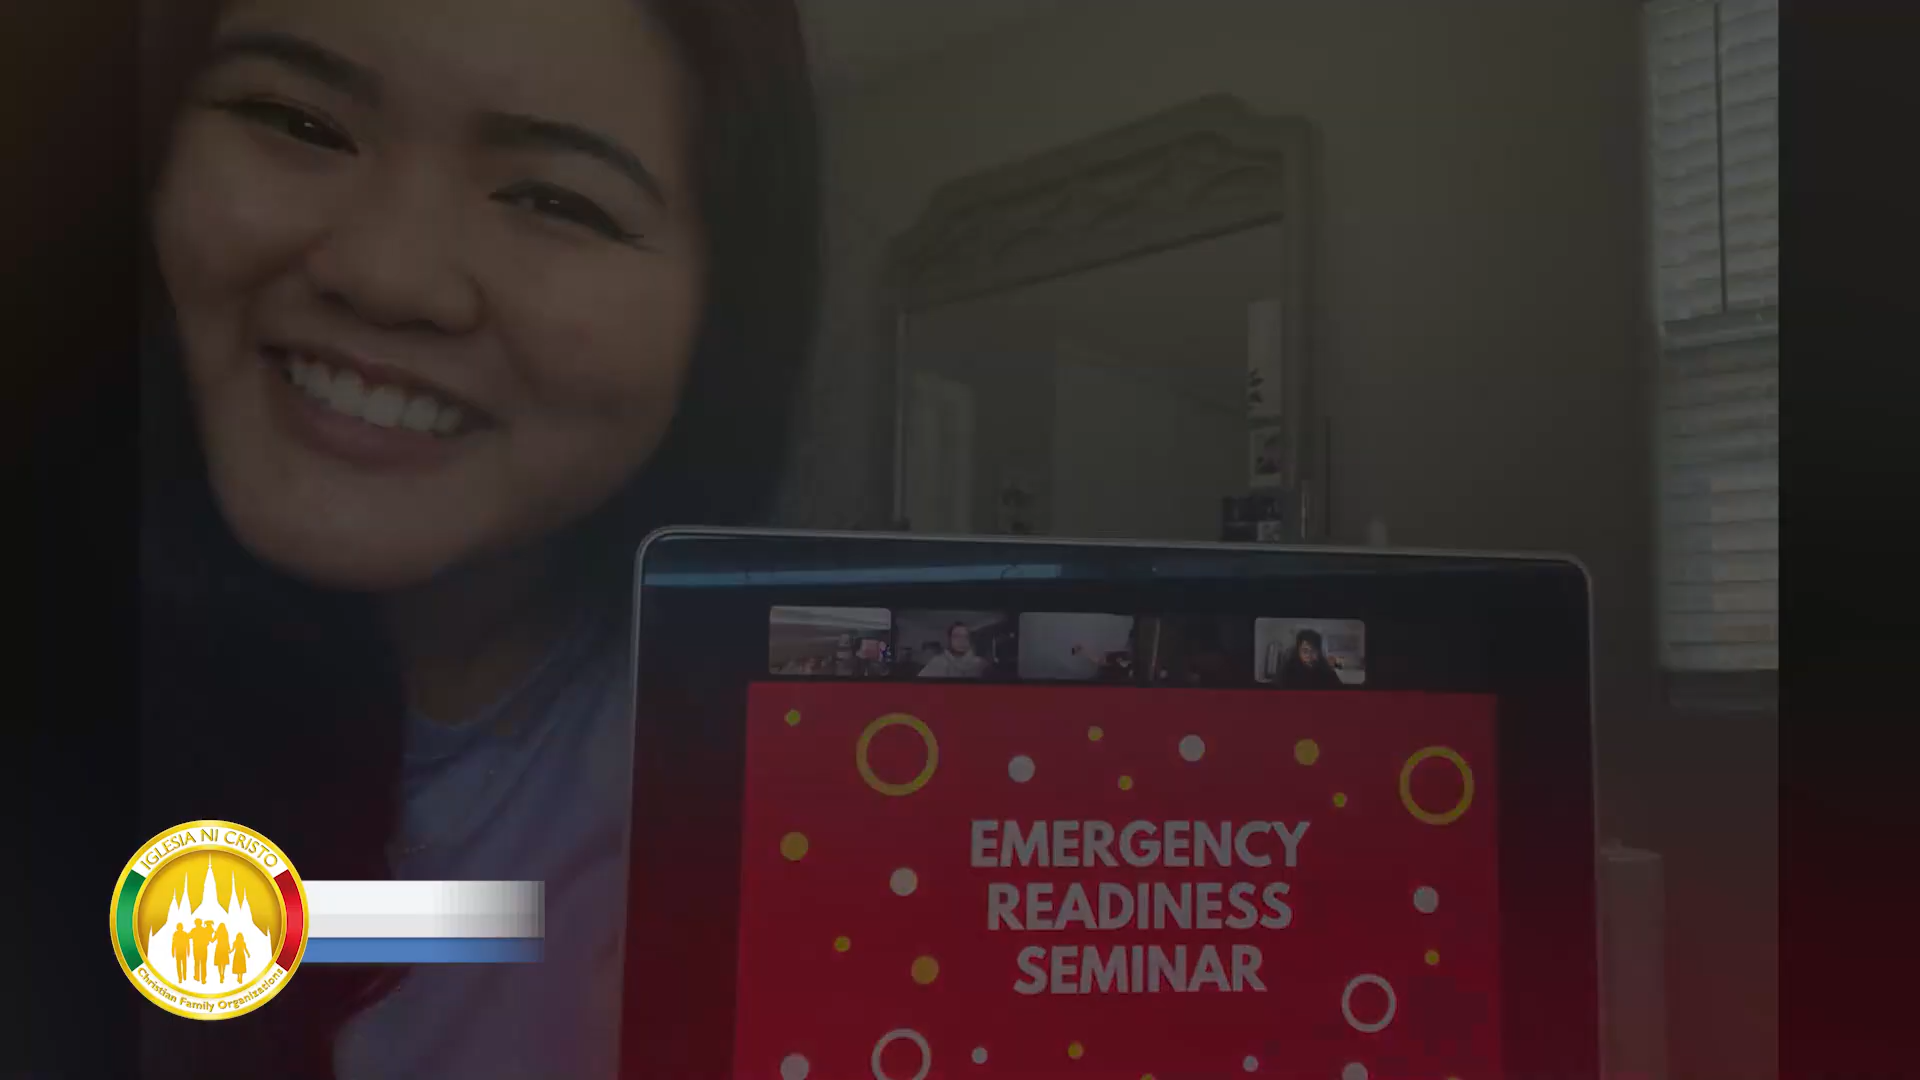 EMERGENCY
READINESS
SEMINAR
IGLESIA NI CRISTO
Christian Family Organizations